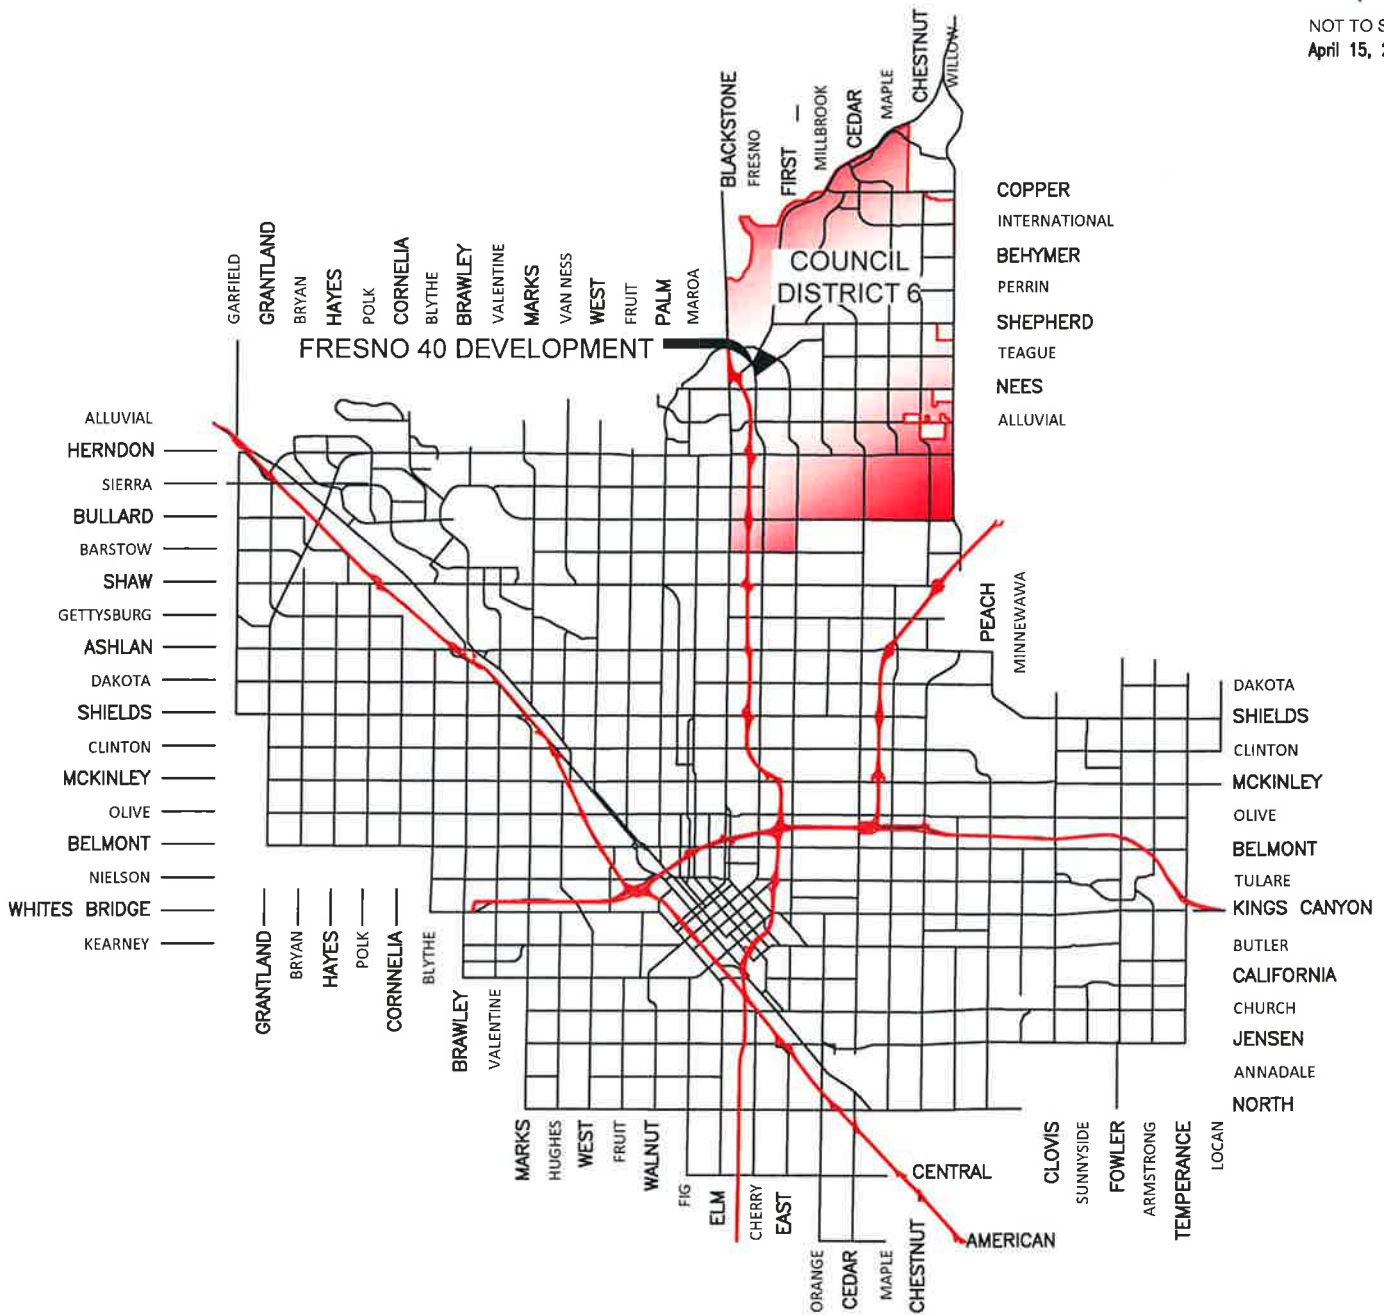 NOT TO S
April 15, 2
BLACKSTONE
FRESNO
FIRST
MILLBROOK
CEDAR
MAPLE
CHESTNUT
WILLOW
COPPER
INTERNATIONAL
BEHYMER
PERRIN
SHEPHERD
TEAGUE
NEES
ALLUVIAL
COUNCIL
DISTRICT 6
GARFIELD
GRANTLAND
BRYAN
HAYES
POLK
CORNELIA
BLYTHE
BRAWLEY
VALENTINE
MARKS
VAN NESS
WEST
FRUIT
PALM
MAROA
FRESNO 40 DEVELOPMENT
ALLUVIAL
HERNDON
SIERRA
BULLARD
BARSTOW
SHAW
GETTYSBURG
ASHLAN
DAKOTA
SHIELDS
CLINTON
MCKINLEY
OLIVE
BELMONT
NIELSON
WHITES BRIDGE
KEARNEY
PEACH
MINNEWAWA
DAKOTA
SHIELDS
CLINTON
MCKINLEY
OLIVE
BELMONT
TULARE
KINGS CANYON
BUTLER
CALIFORNIA
CHURCH
JENSEN
ANNADALE
NORTH
GRANTLAND
BRYAN
HAYES
POLK
CORNNELIA
BLYTHE
BRAWLEY
VALENTINE
MARKS
HUGHES
WEST
FRUIT
WALNUT
FIG
ELM
CHERRY
EAST
ORANGE
CEDAR
MAPLE
CHESTNUT
CENTRAL
AMERICAN
CLOVIS
SUNNYSIDE
FOWLER
ARMSTRONG
TEMPERANCE
LOCAN